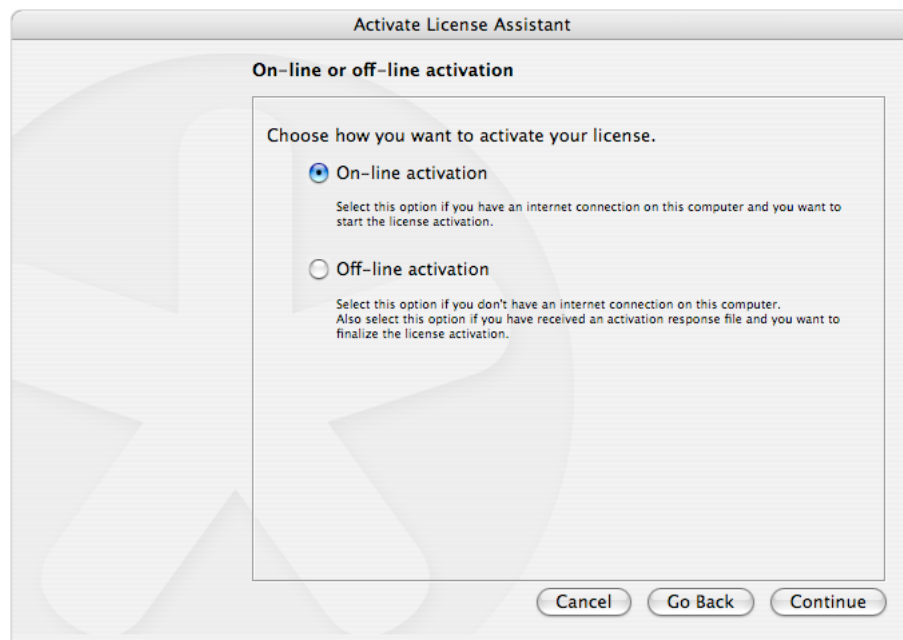 Activate License Assistant
On-line or off-line activation
Choose how you want to activate your license.
On-line activation
Select this option if you have an internet connection on this computer and you want to
start the license activation.
Off-line activation
Select this option if you don't have an internet connection on this computer.
Also select this option if you have received an activation response file and you want to
finalize the license activation.
Cancel Go Back Continue